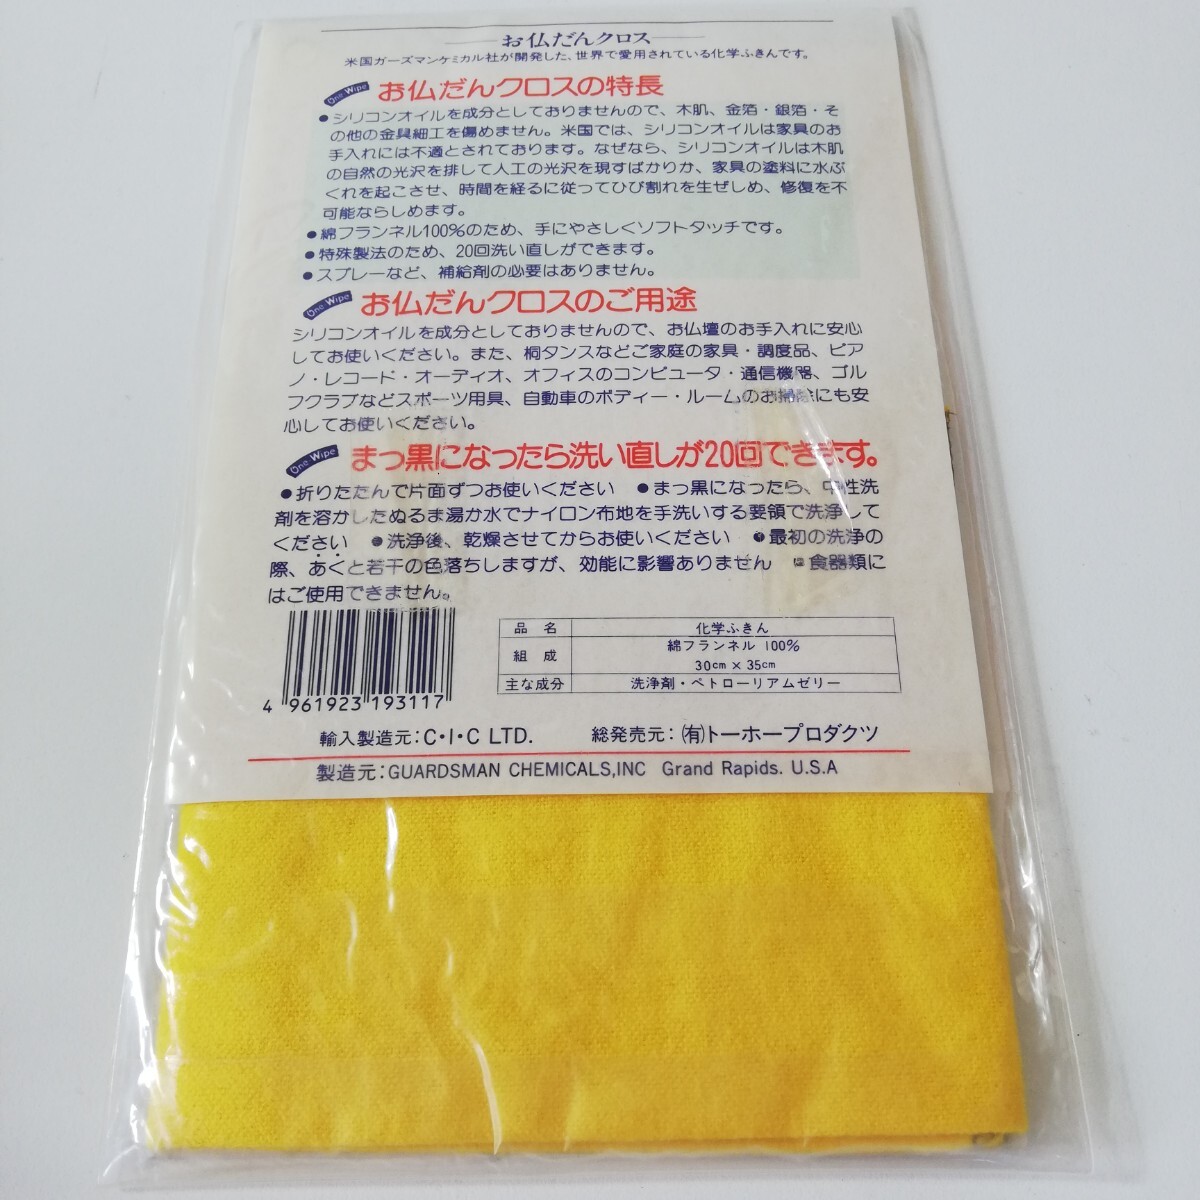 お仏だんクロス
米国ガーズマンケミカル社が開発した、世界で愛用されている化学ふきんです。
One Wipe お仏だんクロスの特長
●シリコンオイルを成分としておりませんので、木肌、金箔・銀箔・そ
の他の金具細工を傷めません。米国では、シリコンオイルは家具のお
手入れには不適とされております。なぜなら、シリコンオイルは木肌
の自然の光沢を排して人工の光沢を現すばかりか、家具の塗料に水ぶ
くれを起こさせ、時間を経るに従ってひび割れを生ぜしめ、修復を不
可能ならしめます。
●綿フランネル100%のため、手にやさしくソフトタッチです。
●特殊製法のため、20回洗い直しができます。
●スプレーなど、補給剤の必要はありません。
One Wipe お仏だんクロスのご用途
シリコンオイルを成分としておりませんので、お仏壇のお手入れに安心
してお使いください。また、桐タンスなどご家庭の家具・調度品、ピア
ノ・レコード・オーディオ、オフィスのコンピュータ・通信機器、ゴル
フクラブなどスポーツ用具、自動車のボディー・ルームのお掃除にも安
心してお使いください。
One Wipe まっ黒になったら洗い直しが20回できます。
●折りたたんで片面ずつお使いください ●まっ黒になったら、中性洗
剤を溶かしたぬるま湯か水でナイロン布地を手洗いする要領で洗浄して
ください ●洗浄後、乾燥させてからお使いください ●最初の洗浄の
際、あくと若干の色落ちしますが、効能に影響ありません ●食器類に
はご使用できません。
品名 化学ふきん
組成 綿フランネル 100%
30cm×35cm
主な成分 洗浄剤・ペトローリアムゼリー
4 961923 193117
輸入製造元:C・I・C LTD. 総発売元:(有)トーホープロダクツ
製造元:GUARDSMAN CHEMICALS,INC Grand Rapids. U.S.A